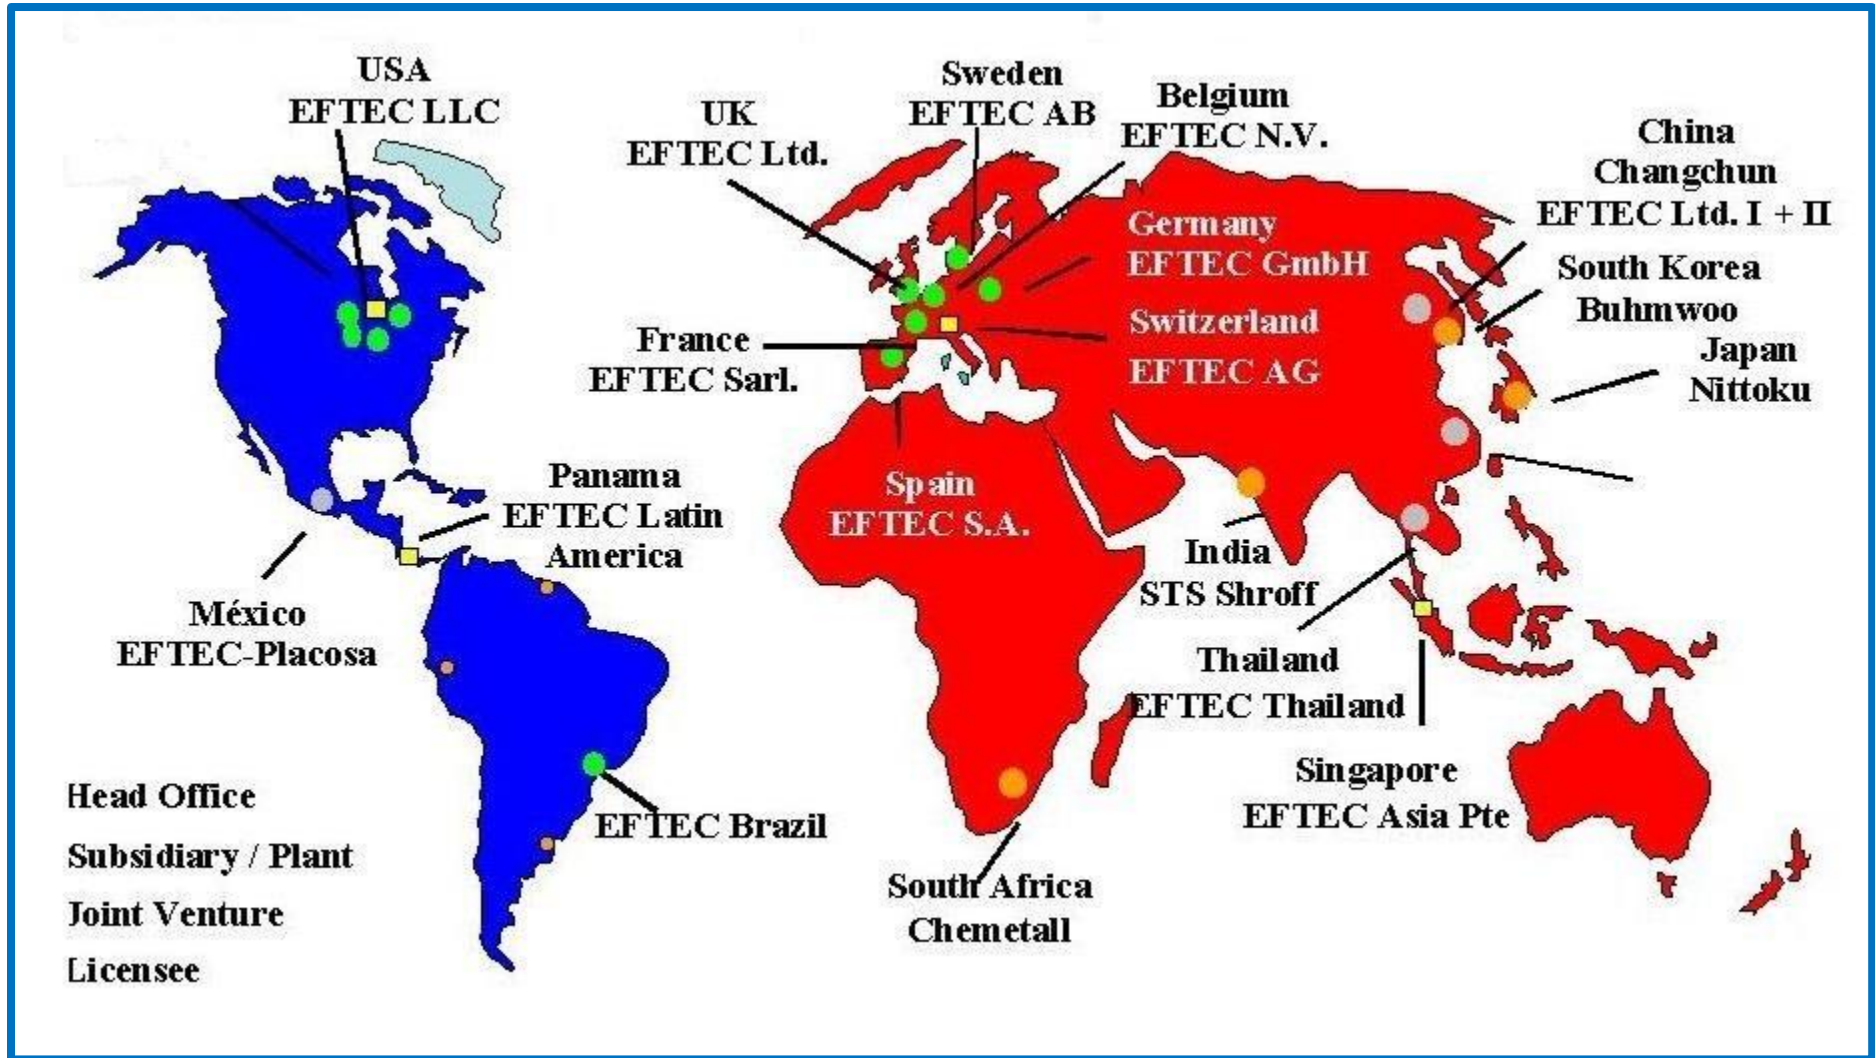 USA
EFTEC LLC
UK
EFTEC Ltd.
Sweden
EFTEC AB
Belgium
EFTEC N.V.
China
Changchun
EFTEC Ltd. I + II
Germany
EFTEC GmbH
South Korea
Buhmwoo
Switzerland
EFTEC AG
Japan
Nittoku
France
EFTEC Sarl.
Panama
EFTEC Latin
America
Spain
EFTEC S.A.
India
STS Shroff
México
EFTEC-Placosa
Thailand
EFTEC Thailand
Singapore
EFTEC Asia Pte
EFTEC Brazil
South Africa
Chemetall
Head Office
Subsidiary / Plant
Joint Venture
Licensee